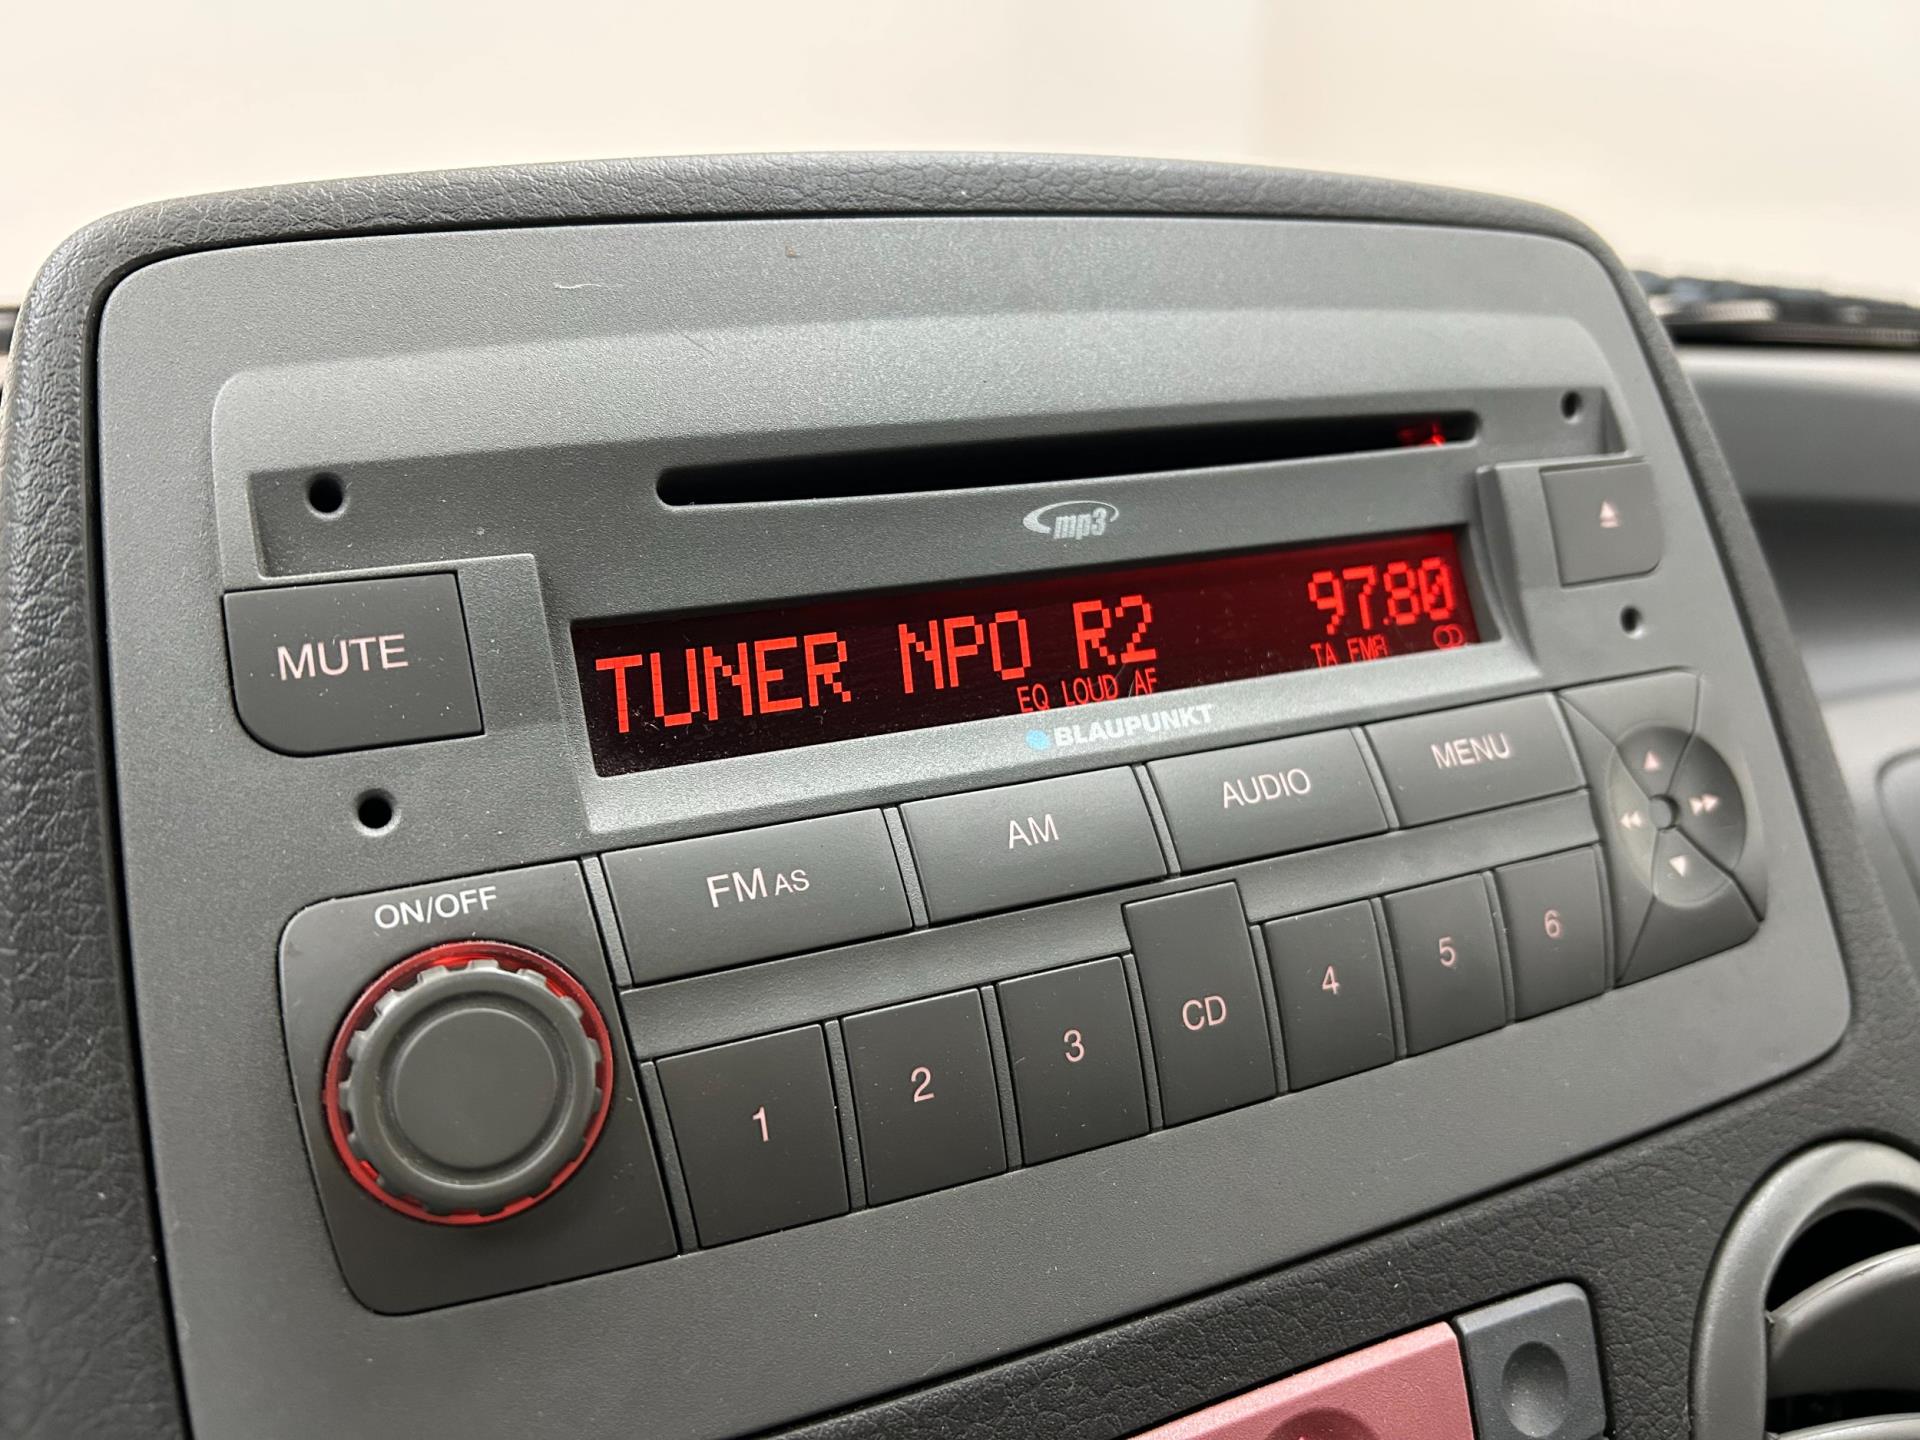 mp3
TUNER NPO R2 97.80
EQ LOUD AF TA
BLAUPUNKT
MUTE
MENU
AUDIO
AM
FM AS
ON/OFF
1 2 3 CD 4 5 6